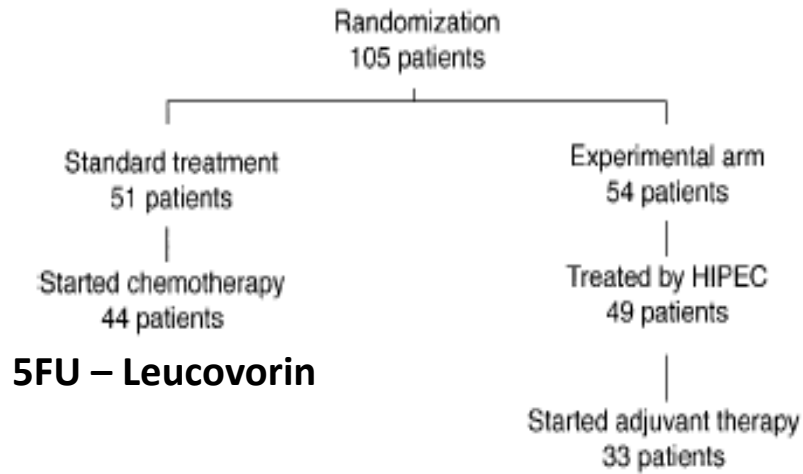 Randomization
105 patients
Standard treatment
51 patients
Experimental arm
54 patients
Started chemotherapy
44 patients
Treated by HIPEC
49 patients
5FU – Leucovorin
Started adjuvant therapy
33 patients